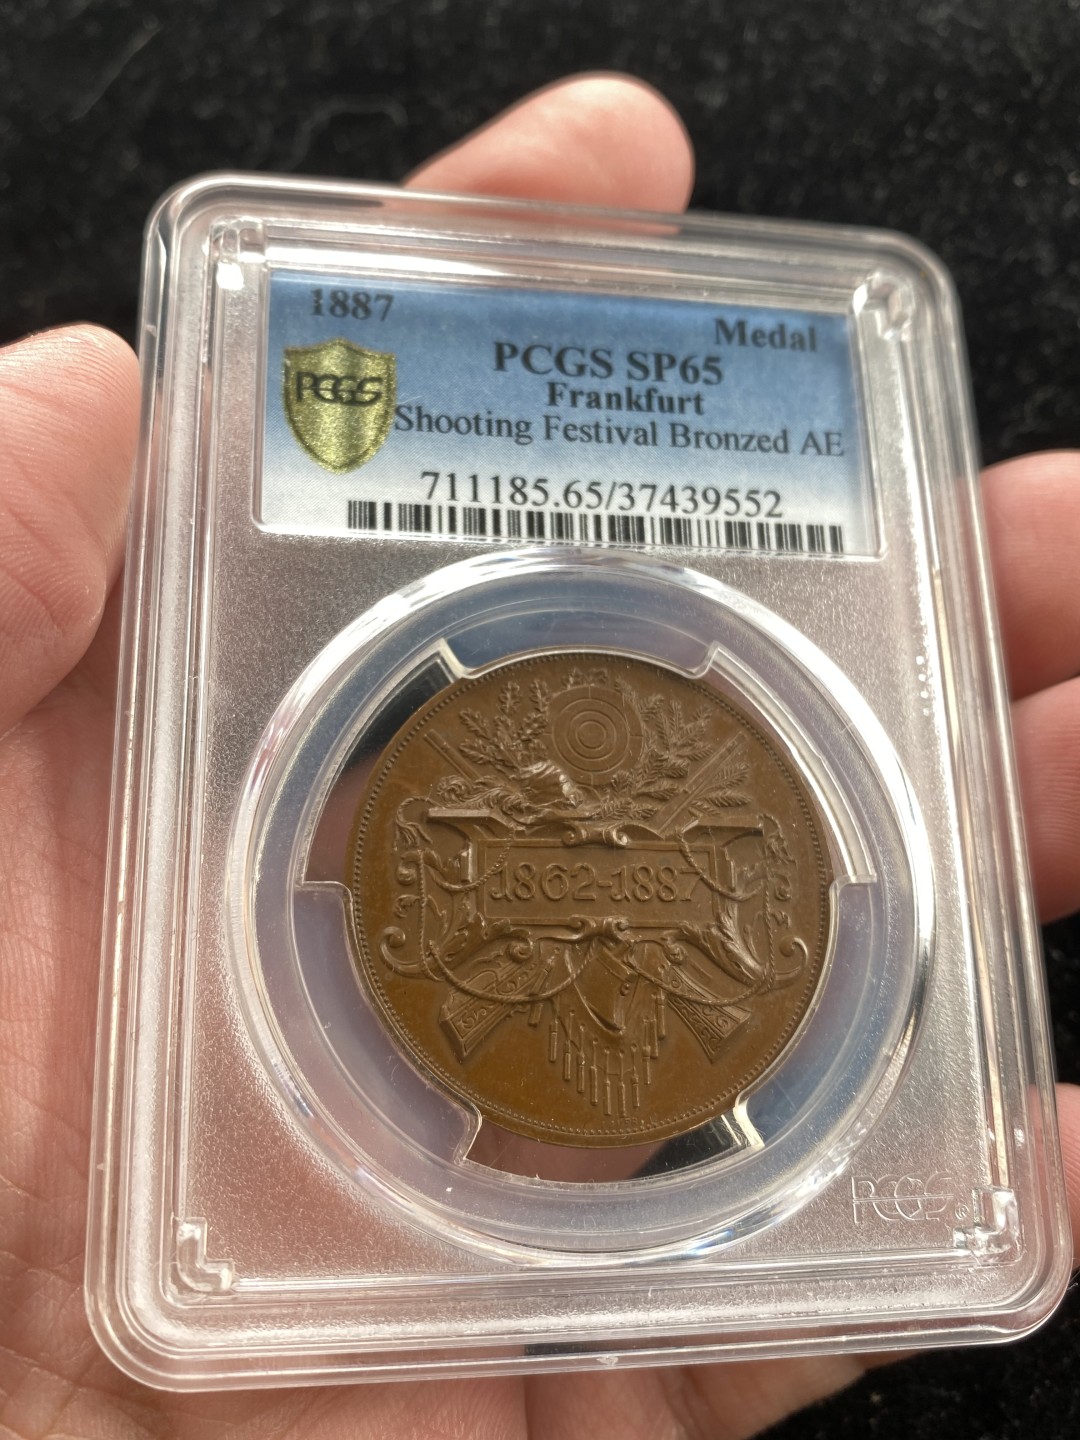 1887
Medal
PCGS SP65
PCGS
Frankfurt
Shooting Festival Bronzed AE
711185.65/37439552
1862-1887
PCGS®